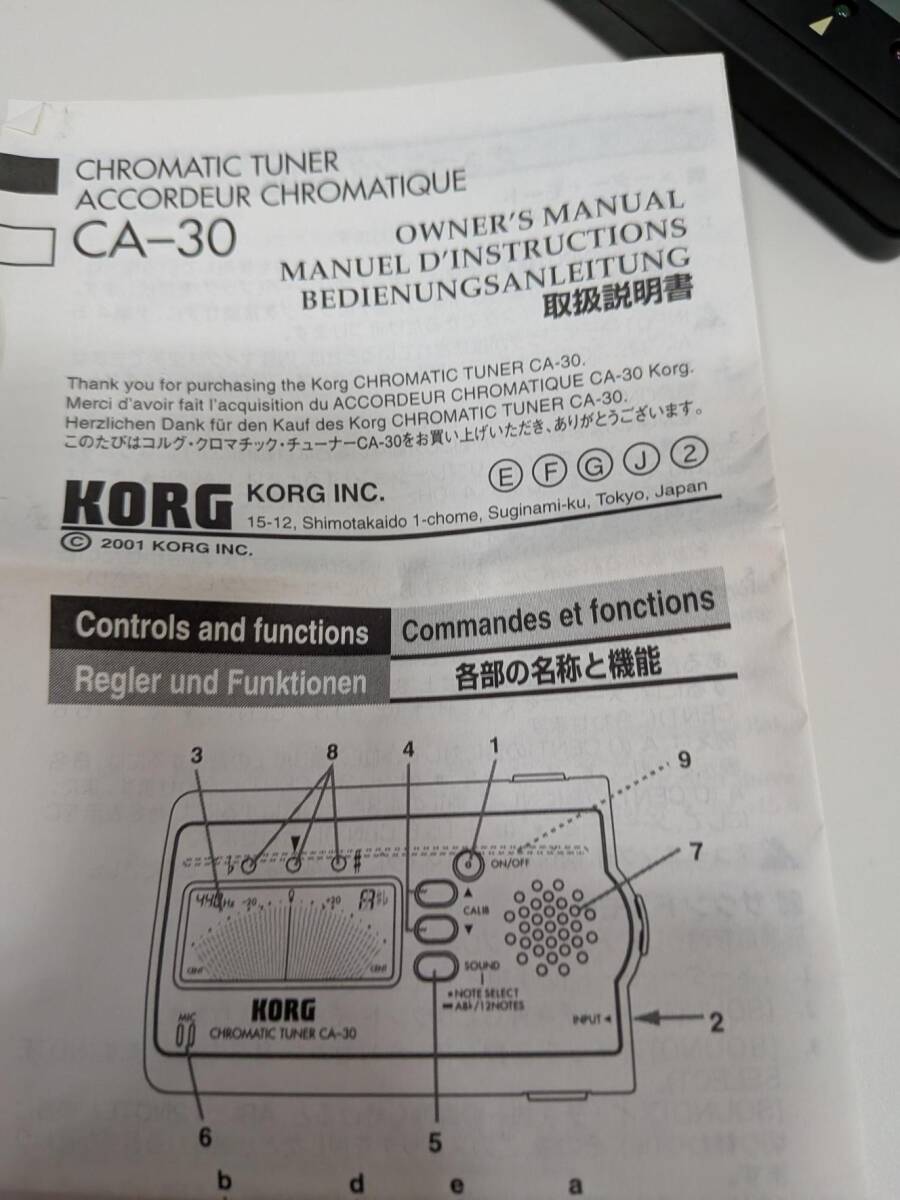 CHROMATIC TUNER
ACCORDEUR CHROMATIQUE
CA-30
OWNER'S MANUAL
MANUEL D'INSTRUCTIONS
BEDIENUNGSANLEITUNG
取扱説明書
Thank you for purchasing the Korg CHROMATIC TUNER CA-30.
Merci d'avoir fait l'acquisition du ACCORDEUR CHROMATIQUE CA-30 Korg.
Herzlichen Dank für den Kauf des Korg CHROMATIC TUNER CA-30.
このたびはコルグ・クロマチック・チューナーCA-30をお買い上げいただき、ありがとうございます。
Ⓔ Ⓕ Ⓖ Ⓙ ②
KORG KORG INC.
15-12, Shimotakaido 1-chome, Suginami-ku, Tokyo, Japan
© 2001 KORG INC.
Controls and functions
Commandes et fonctions
Regler und Funktionen
各部の名称と機能
3 8 4 1 9
7
♭ ♯ ON/OFF
440Hz -20 0 +20 A
▲
CALIB
▼
CENT CENT
SOUND
• NOTE SELECT
━ AB♭/12NOTES
KORG
CHROMATIC TUNER CA-30
MIC
INPUT ◄
2
6 5
b d e a